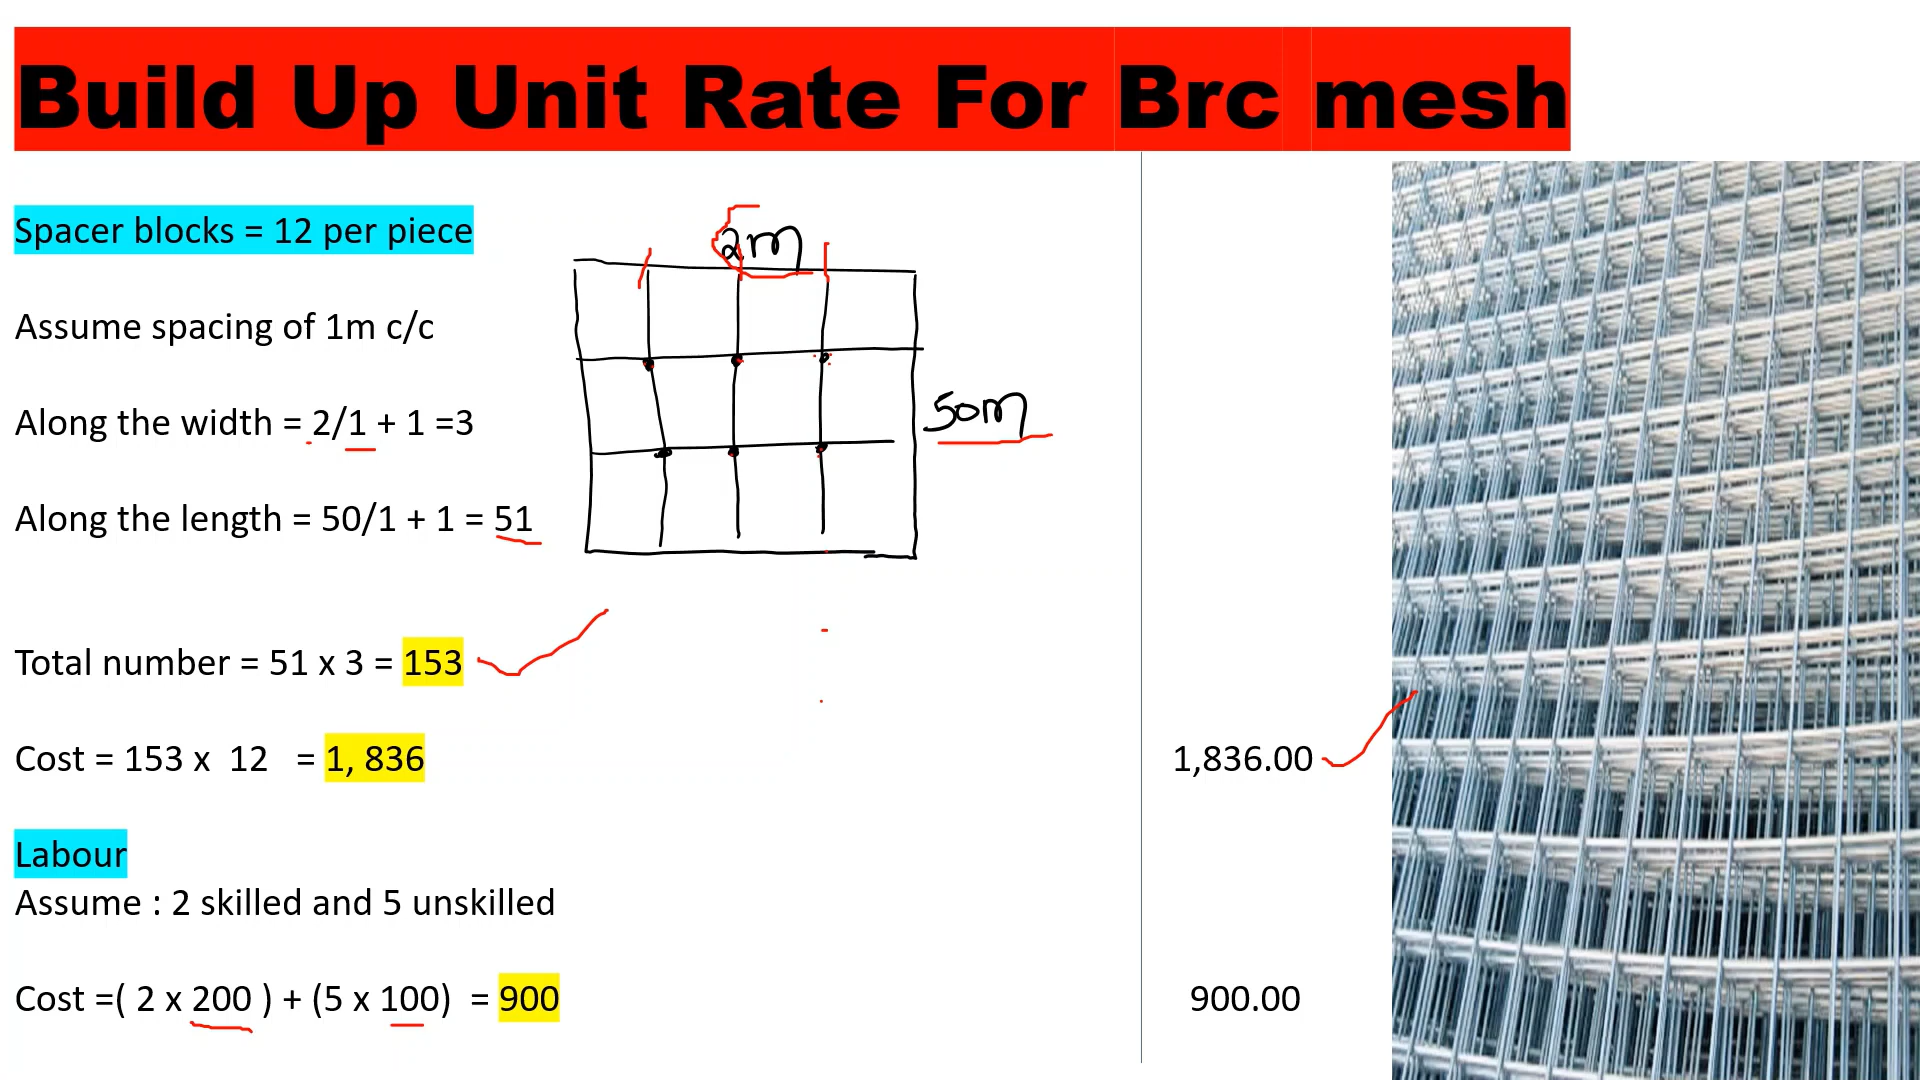 Build Up Unit Rate For Brc mesh
Spacer blocks = 12 per piece
2m
Assume spacing of 1m c/c
Along the width = 2/1 + 1 =3
50m
Along the length = 50/1 + 1 = 51
Total number = 51 x 3 = 153
Cost = 153 x 12 = 1, 836
1,836.00
Labour
Assume : 2 skilled and 5 unskilled
Cost =( 2 x 200 ) + (5 x 100) = 900
900.00